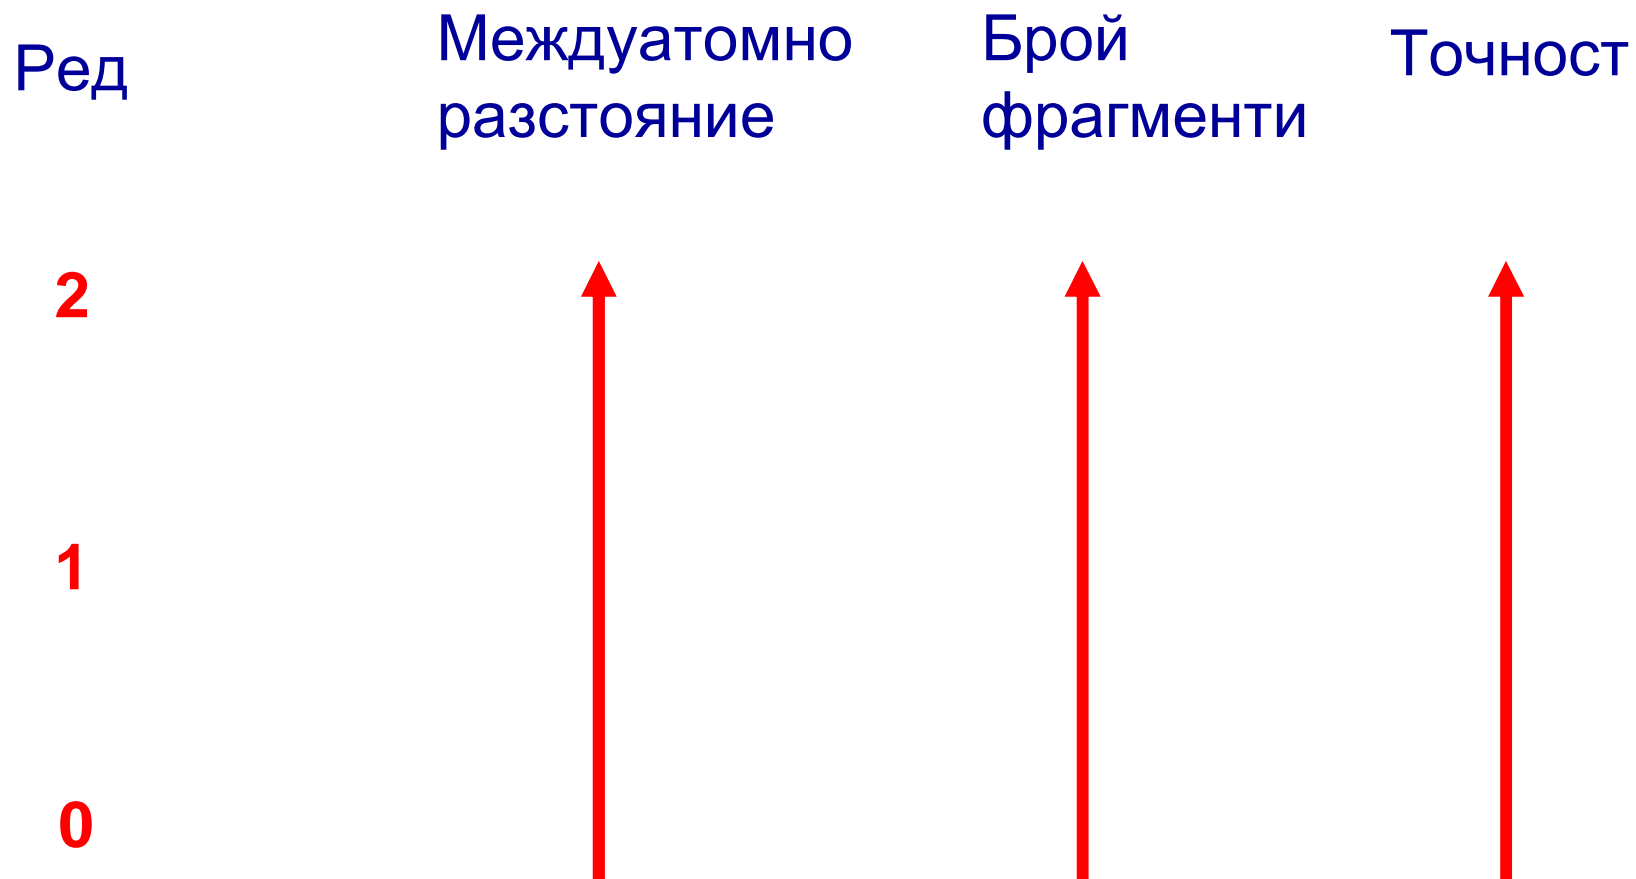 Ред
Междуатомно
разстояние
Брой
фрагменти
Точност
2
1
0